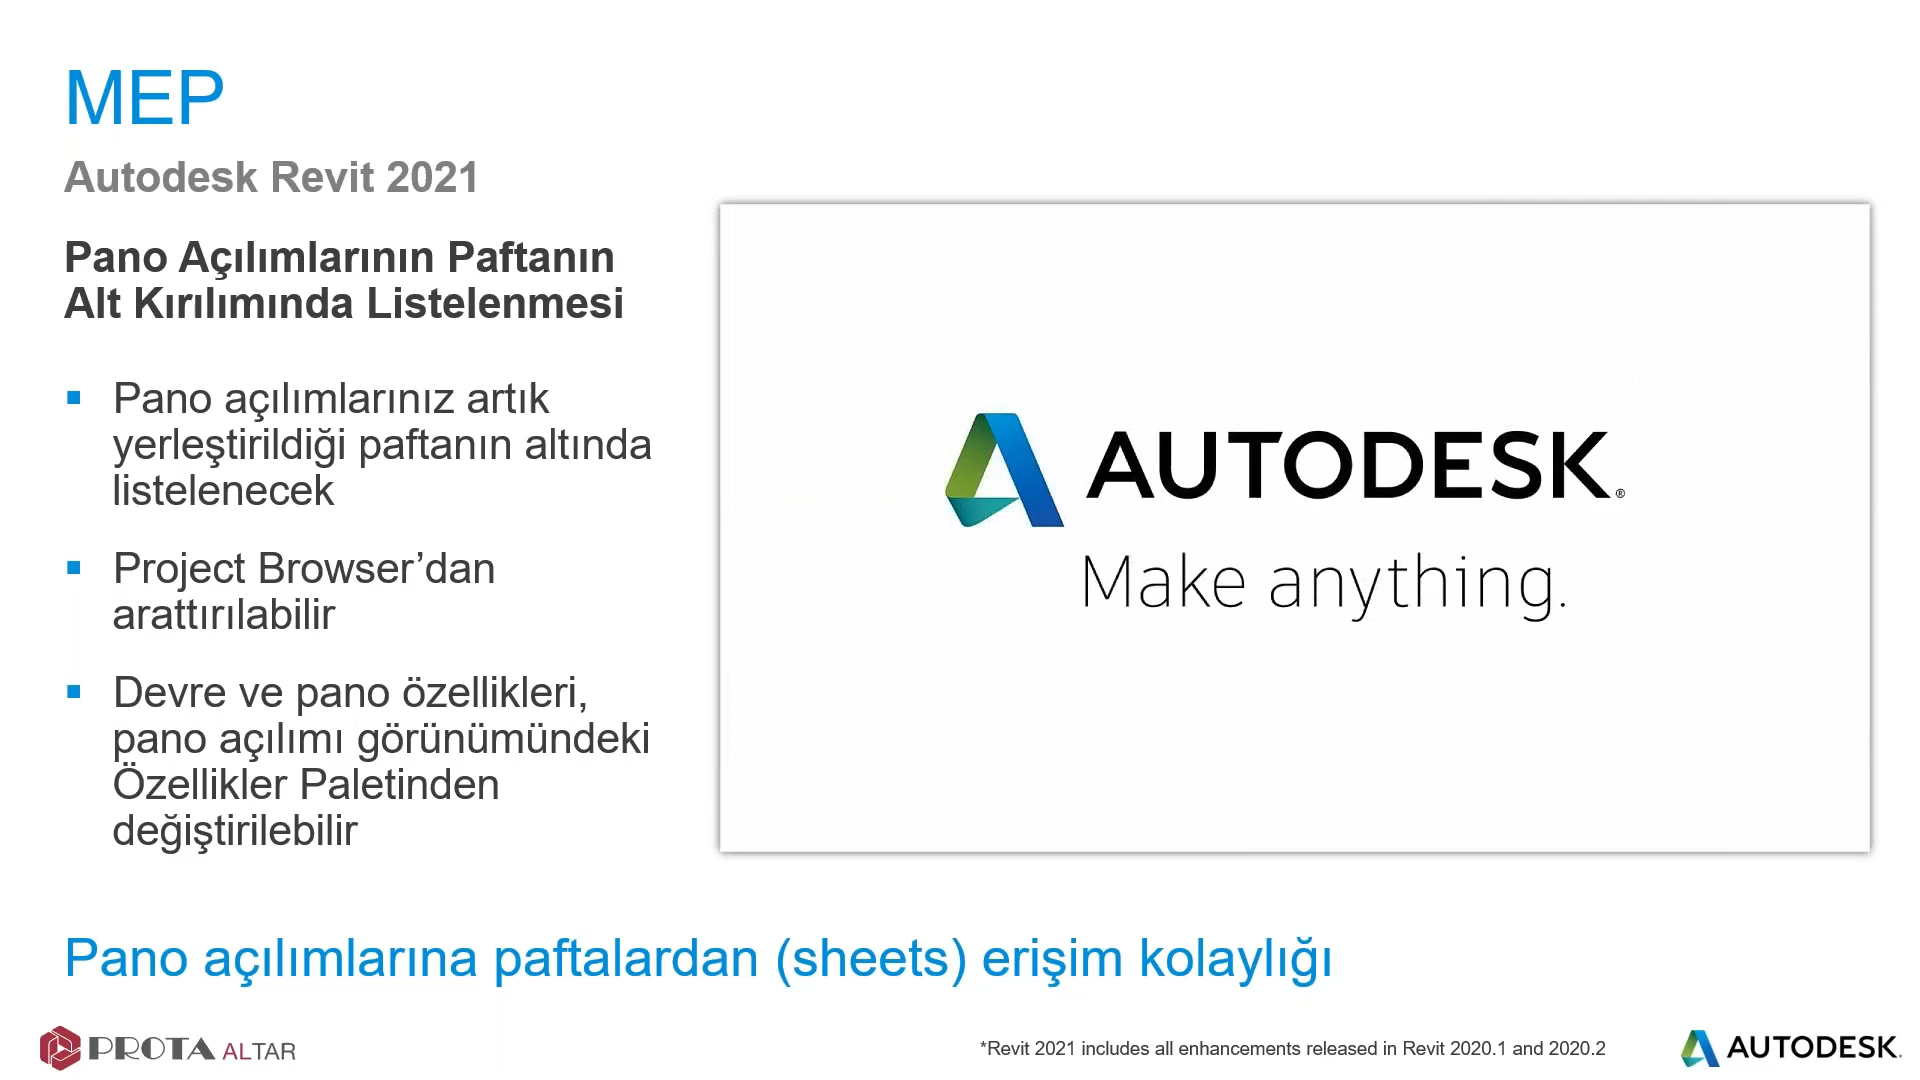 MEP
Autodesk Revit 2021
Pano Açılımlarının Paftanın
Alt Kırılımında Listelenmesi
▪ Pano açılımlarınız artık
yerleştirildiği paftanın altında
listelenecek
▪ Project Browser’dan
arattırılabilir
▪ Devre ve pano özellikleri,
pano açılımı görünümündeki
Özellikler Paletinden
değiştirilebilir
AUTODESK®
Make anything.
Pano açılımlarına paftalardan (sheets) erişim kolaylığı
PROTA ALTAR
*Revit 2021 includes all enhancements released in Revit 2020.1 and 2020.2
AUTODESK.